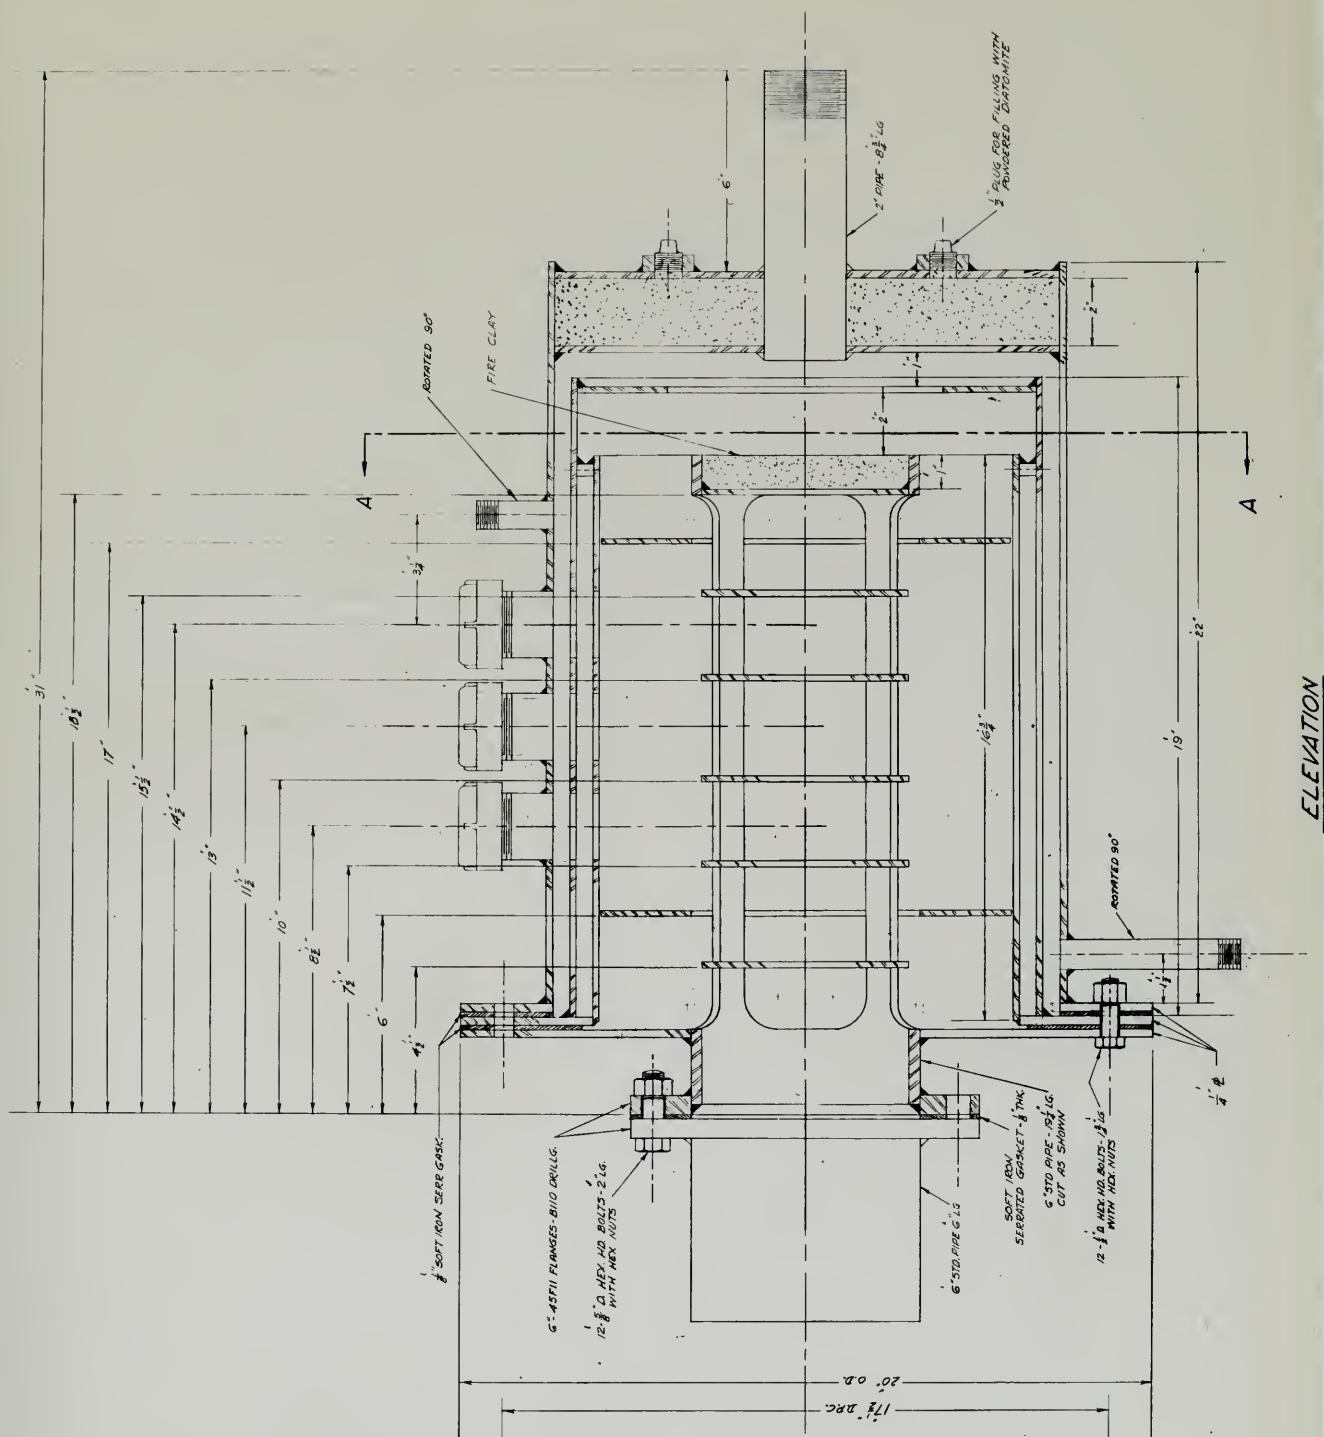 31"
18½"
17"
15½"
14½"
13"
11½"
10"
8½"
7½"
6"
4½"
3¼"
6"
2" PIPE - 8¾" LG
½" PLUG FOR FILLING WITH
POWDERED DIATOMITE
ROTATED 90°
FIRE CLAY
2"
1"
2"
1"
A
A
16¾"
22"
19"
ROTATED 90°
1½"
¼" PL
ELEVATION
⅛" SOFT IRON SERR GASK.
6"-45FII FLANGES-B110 DRILLG.
12-⅝" D. HEX. HD. BOLTS-2" LG.
WITH HEX NUTS
6" STD. PIPE 6" LG
SOFT IRON
SERRATED GASKET-⅛" THK.
6" STD PIPE-19½" LG.
CUT AS SHOWN
12-½" D. HEX. HD. BOLTS-1¾" LG
WITH HEX. NUTS
20" O.D.
17½" D.B.C.